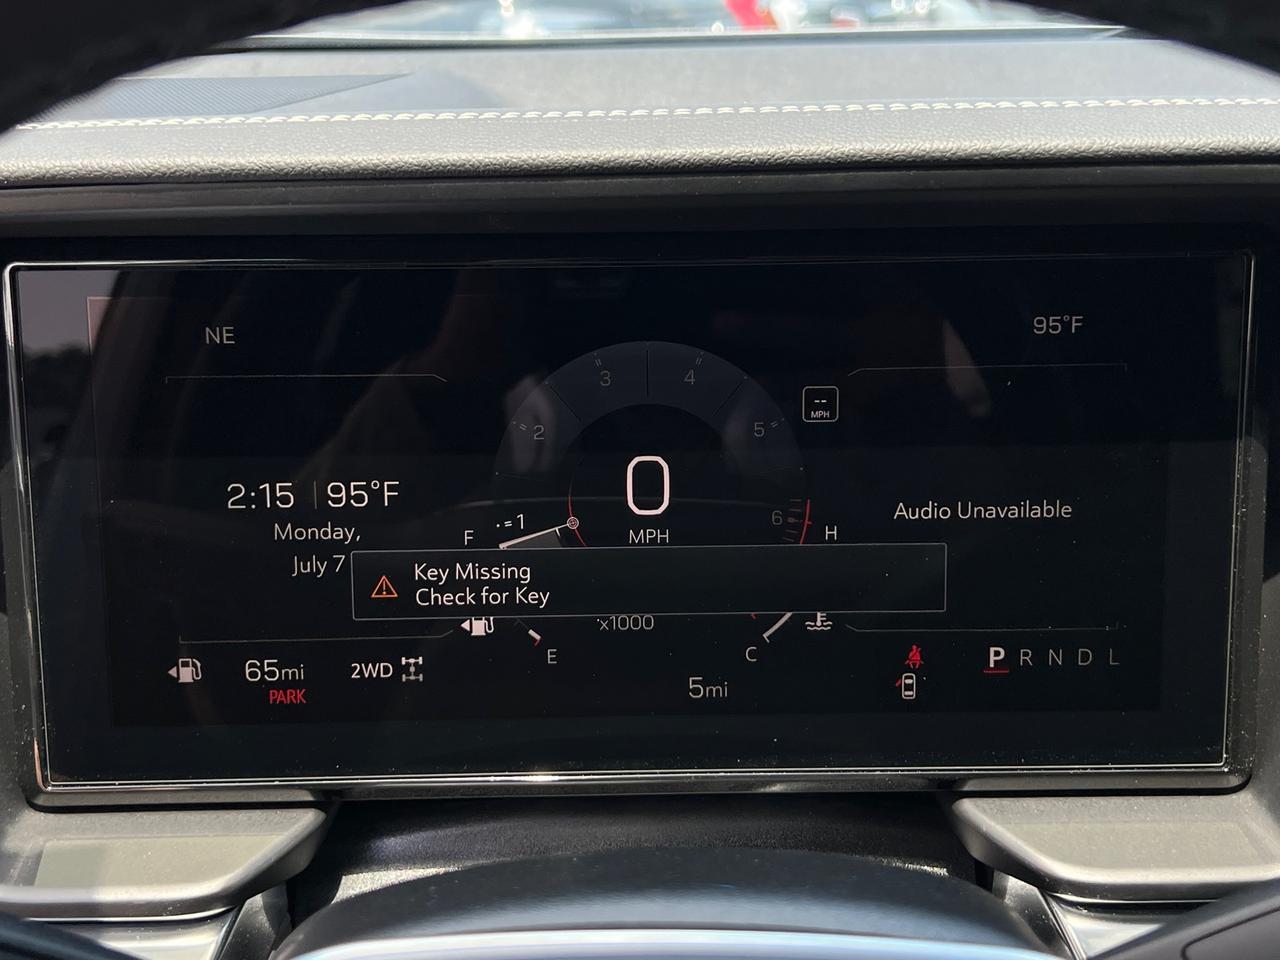 NE
95°F
3
4
2
5
--
MPH
2:15 | 95°F
Monday,
July 7
0
MPH
Audio Unavailable
1
6
F
H
Key Missing
Check for Key
x1000
E
C
65mi
PARK
2WD
5mi
P R N D L